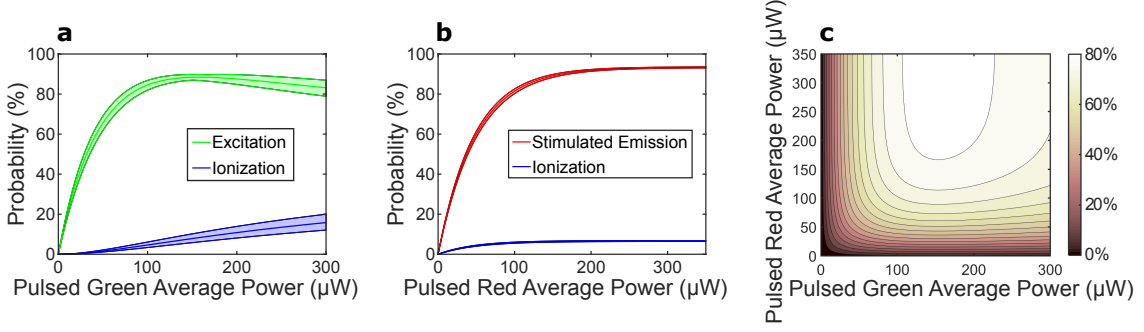 a
Probability (%)
100
80
60
40
20
0
Excitation
Ionization
0
100
200
300
Pulsed Green Average Power (μW)
b
Probability (%)
100
80
60
40
20
0
Stimulated Emission
Ionization
0
100
200
300
Pulsed Red Average Power (μW)
c
Pulsed Red Average Power (μW)
350
300
250
200
150
100
50
0
0
100
200
300
Pulsed Green Average Power (μW)
80%
60%
40%
20%
0%